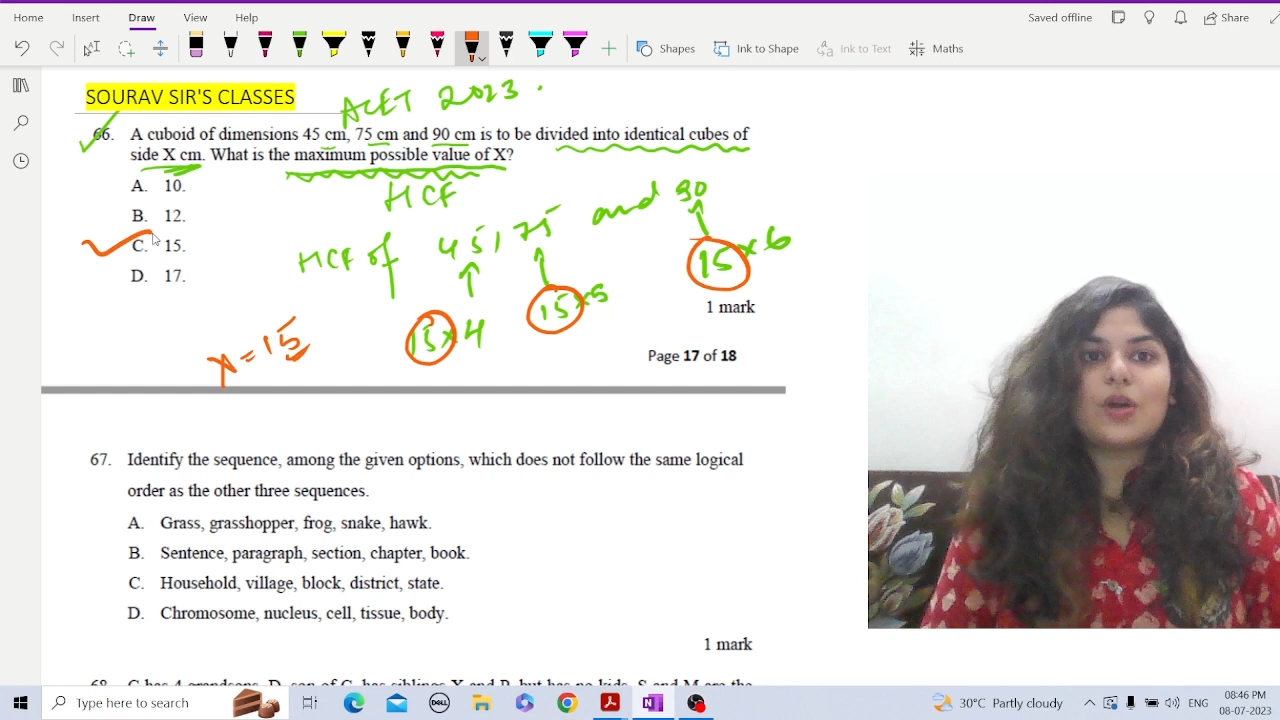 Home Insert Draw View Help Saved offline Share
Shapes Ink to Shape Ink to Text Maths
SOURAV SIR'S CLASSES
ACET 2023.
66. A cuboid of dimensions 45 cm, 75 cm and 90 cm is to be divided into identical cubes of
side X cm. What is the maximum possible value of X?
A. 10.
HCF
B. 12.
C. 15.
D. 17.
HCF of 45, 75 and 90
15x4 15x5 15x6
X=15
1 mark
Page 17 of 18
67. Identify the sequence, among the given options, which does not follow the same logical
order as the other three sequences.
A. Grass, grasshopper, frog, snake, hawk.
B. Sentence, paragraph, section, chapter, book.
C. Household, village, block, district, state.
D. Chromosome, nucleus, cell, tissue, body.
1 mark
Type here to search
DELL
30°C Partly cloudy
ENG
08:46 PM
08-07-2023